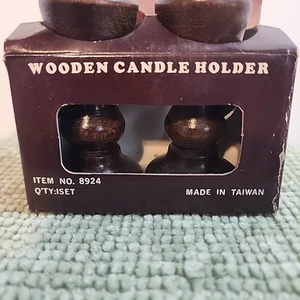 WOODEN CANDLE HOLDER
ITEM NO. 8924
Q'TY:1SET
MADE IN TAIWAN